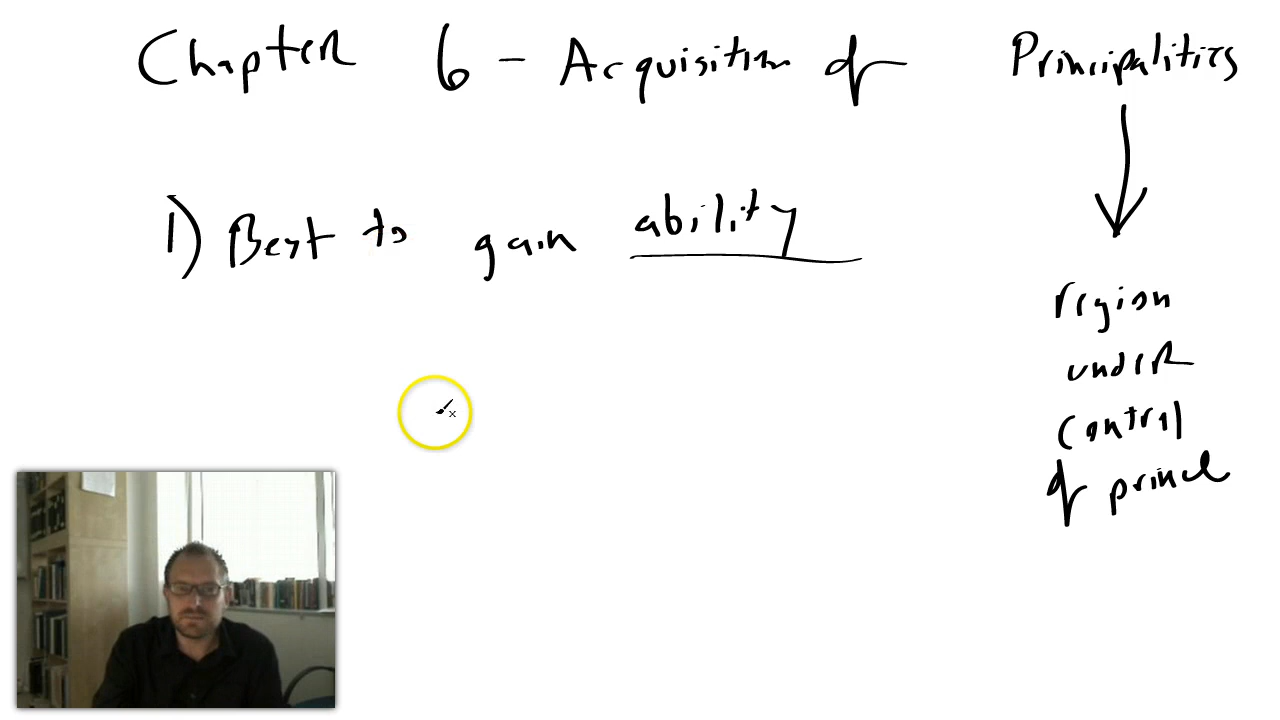 Chapter 6 - Acquisition of Principalities
1) Best to gain ability
region
under
control
of prince